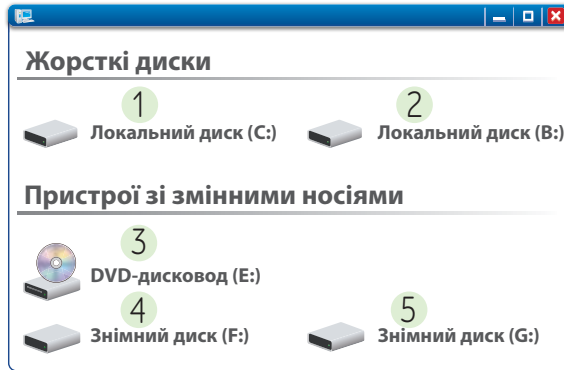 Жорсткі диски
1 2
Локальний диск (C:) Локальний диск (B:)
Пристрої зі змінними носіями
3
DVD-дисковод (E:)
4 5
Знімний диск (F:) Знімний диск (G:)